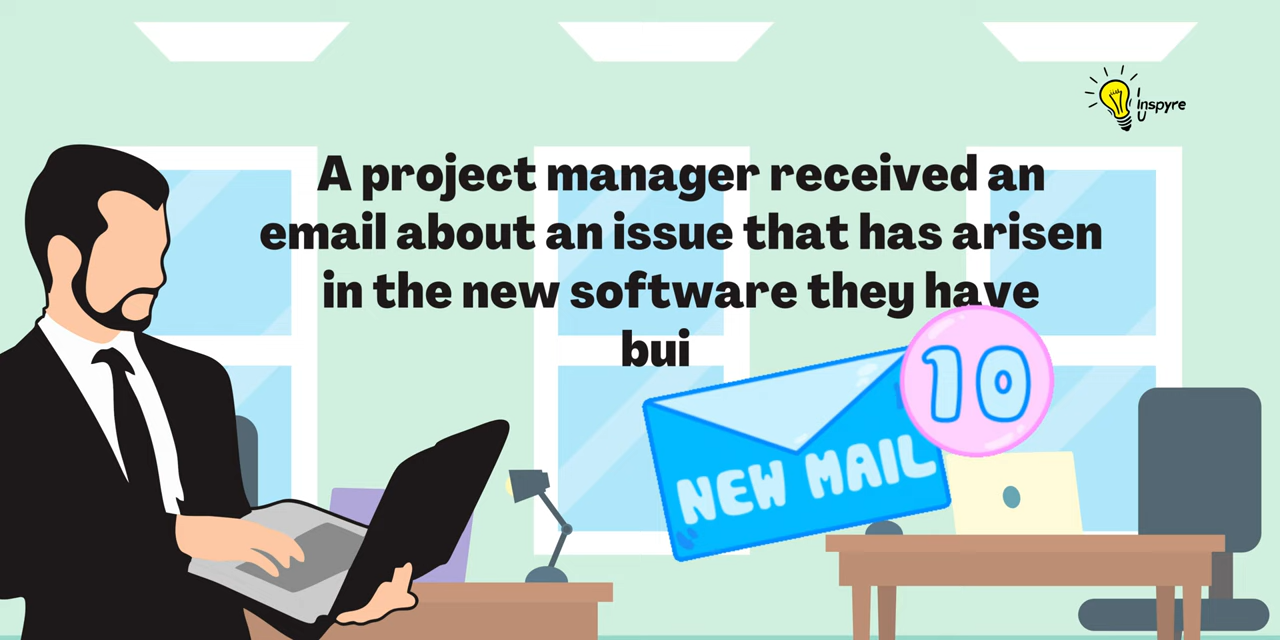 I
Inspyre
U
A project manager received an
email about an issue that has arisen
in the new software they have
bui
10
NEW MAIL